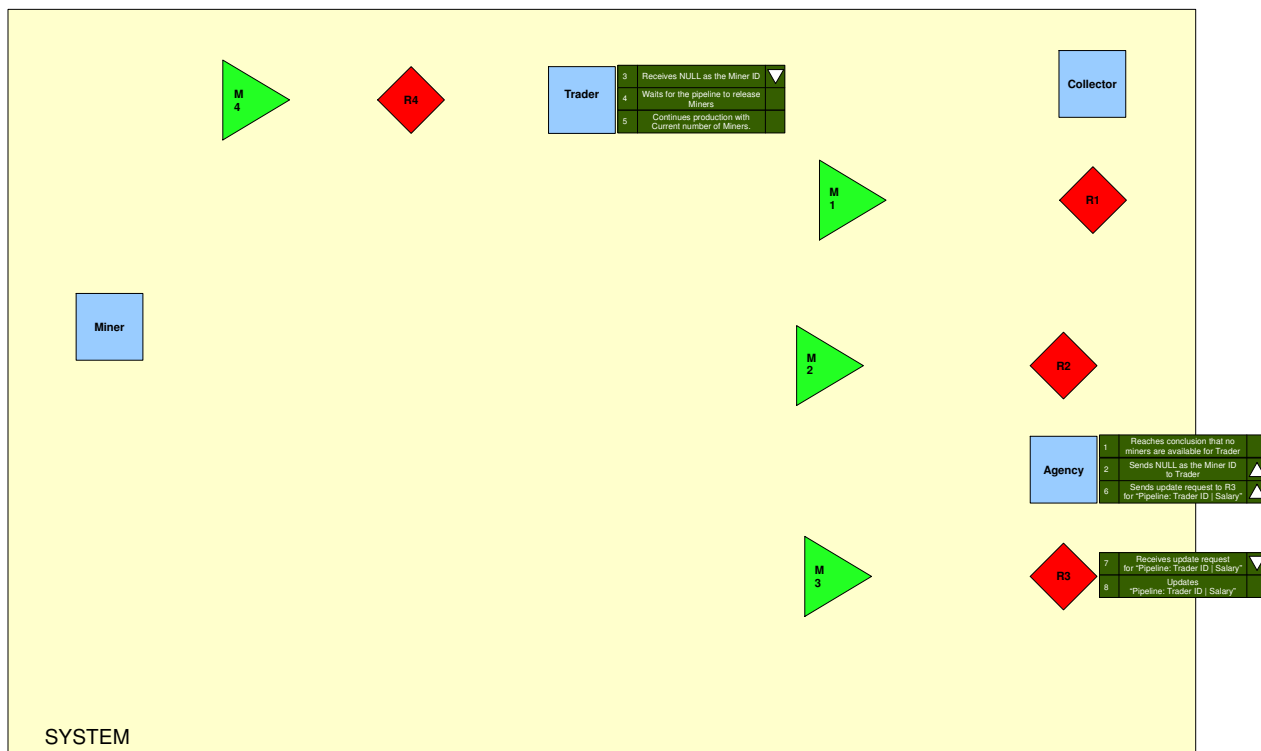 M
4
R4
Trader
3 Receives NULL as the Miner ID
4 Waits for the pipeline to release
Miners
5 Continues production with
Current number of Miners.
Collector
M
1
R1
Miner
M
2
R2
Agency
1 Reaches conclusion that no
miners are available for Trader
2 Sends NULL as the Miner ID
to Trader
6 Sends update request to R3
for “Pipeline: Trader ID | Salary”
M
3
R3
7 Receives update request
for “Pipeline: Trader ID | Salary”
8 Updates
“Pipeline: Trader ID | Salary”
SYSTEM